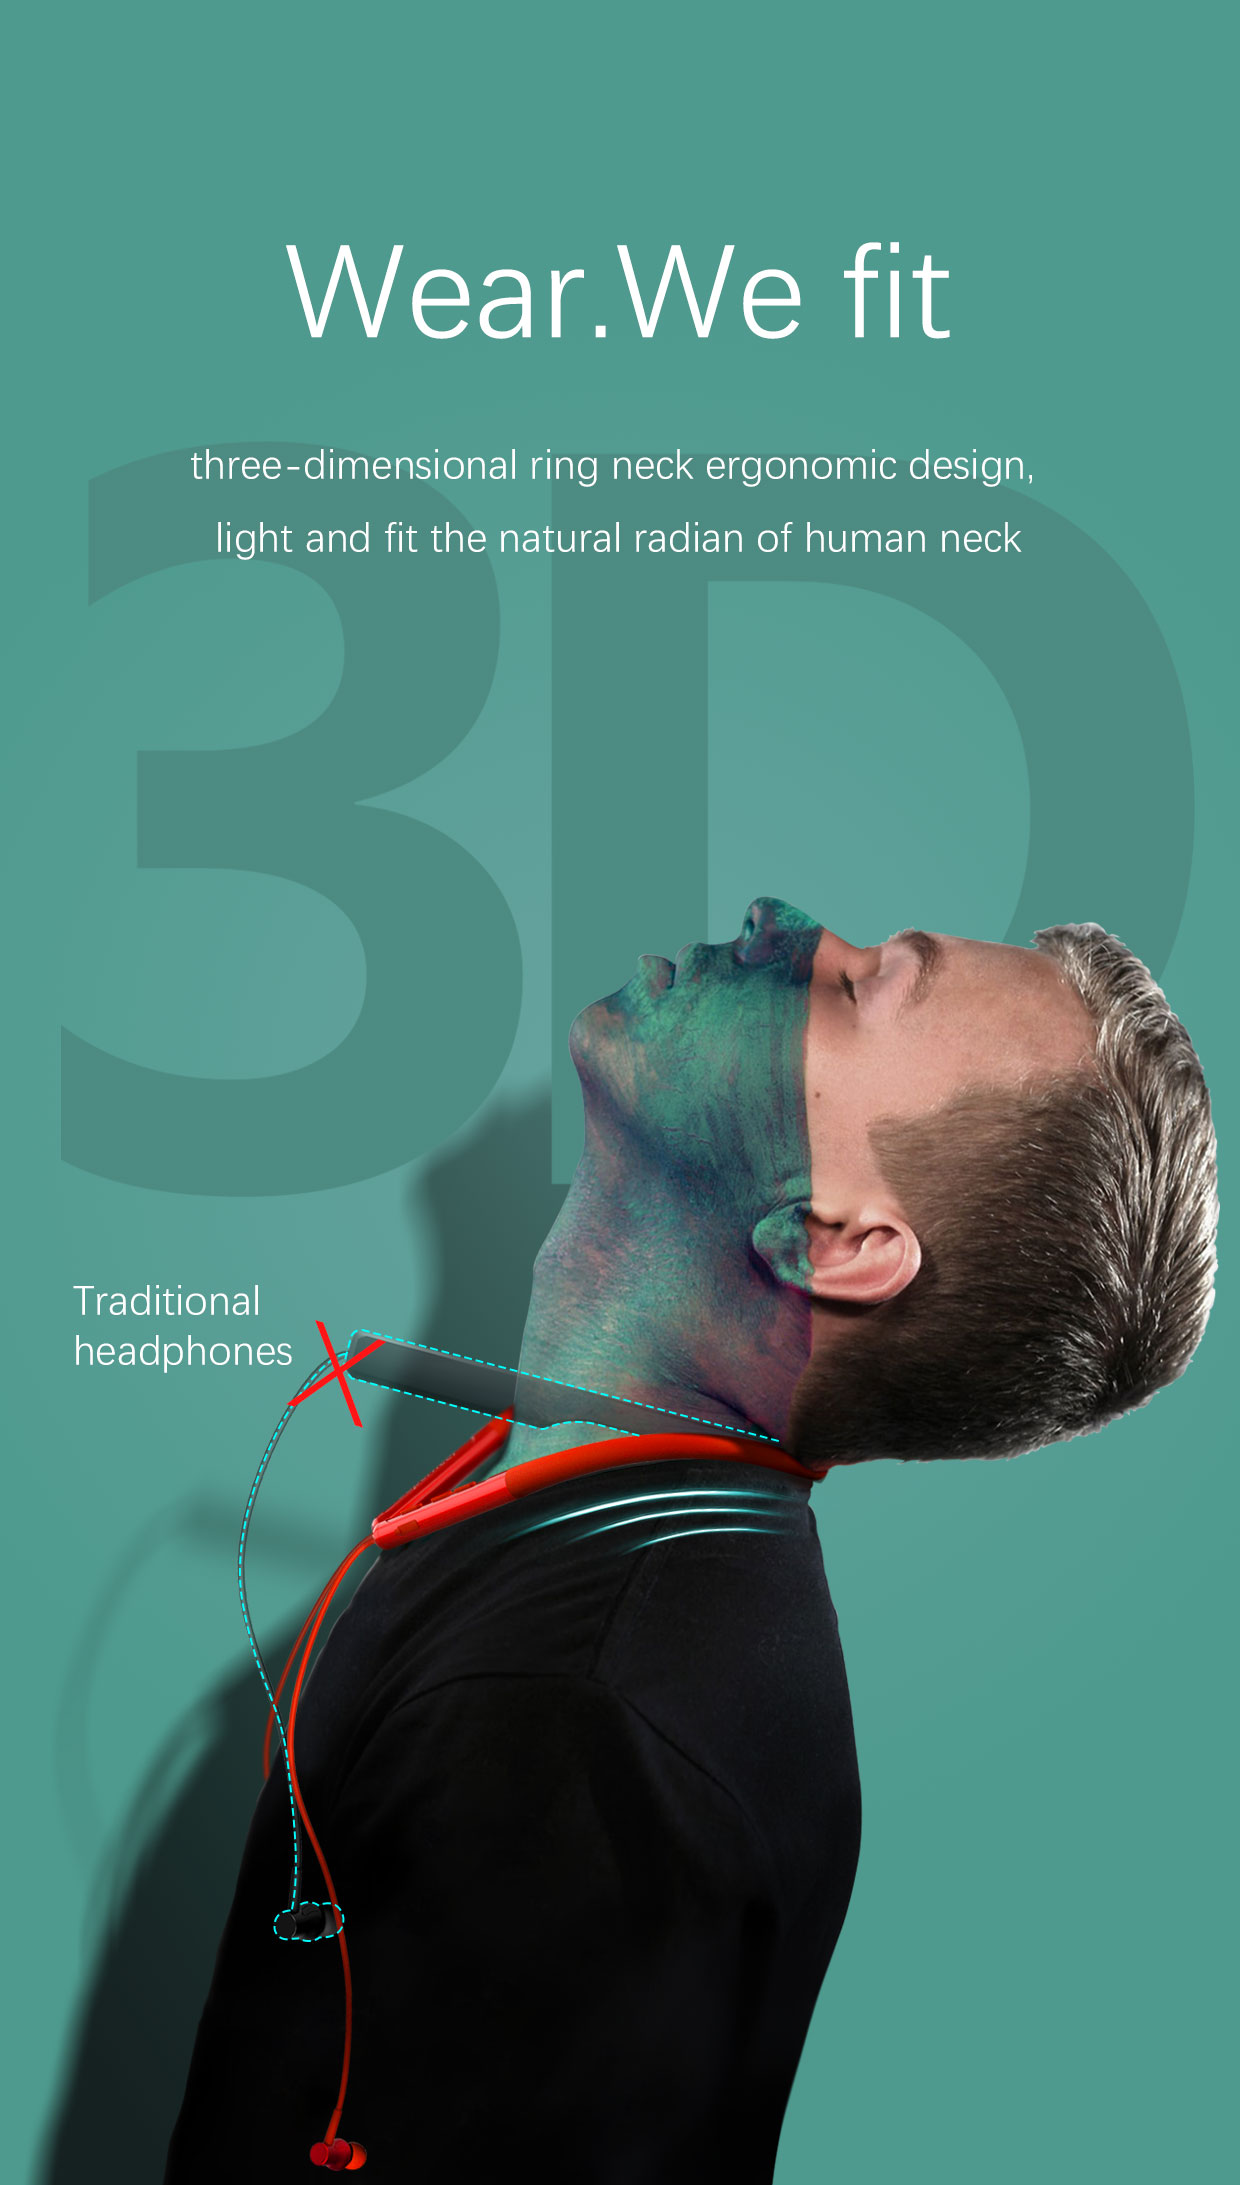 Wear.We fit
three-dimensional ring neck ergonomic design,
light and fit the natural radian of human neck
3D
Traditional
headphones